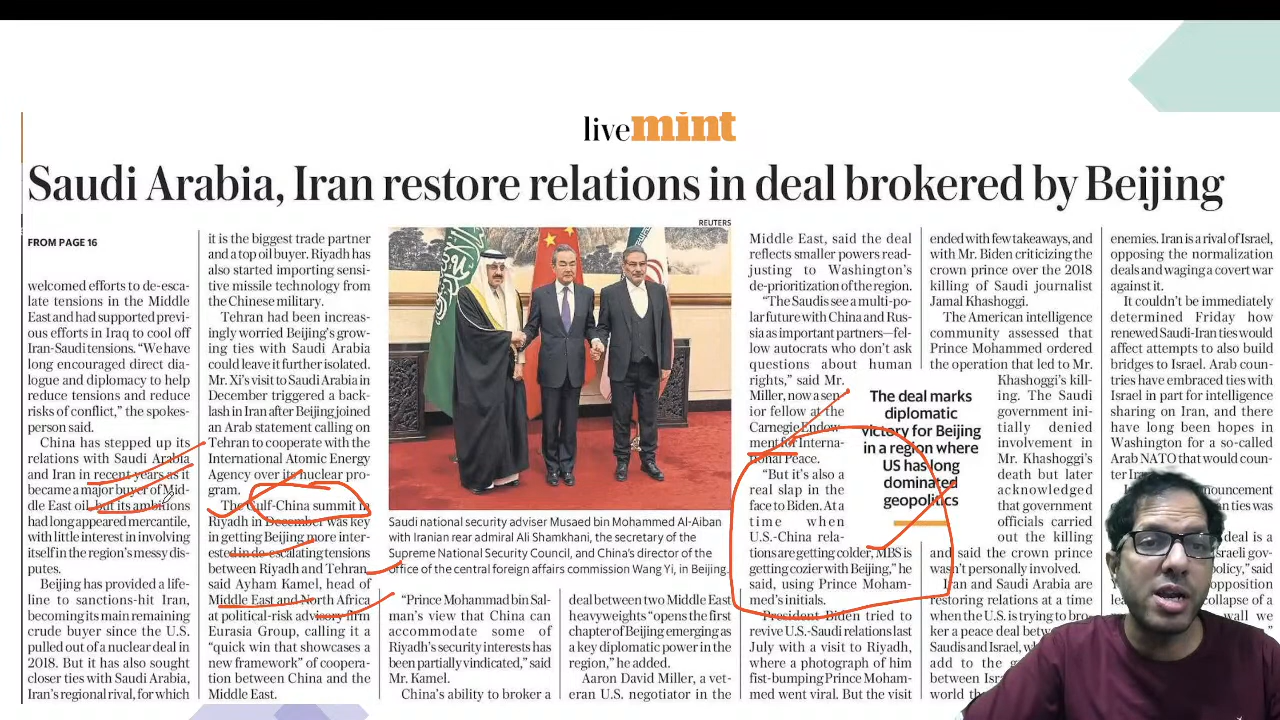 livemint
Saudi Arabia, Iran restore relations in deal brokered by Beijing
FROM PAGE 16
welcomed efforts to de-esca-
late tensions in the Middle
East and had supported previ-
ous efforts in Iraq to cool off
Iran-Saudi tensions. “We have
long encouraged direct dia-
logue and diplomacy to help
reduce tensions and reduce
risks of conflict,” the spokes-
person said.
China has stepped up its
relations with Saudi Arabia
and Iran in recent years as it
became a major buyer of Mid-
dle East oil, but its ambitions
had long appeared mercantile,
with little interest in involving
itself in the region’s messy dis-
putes.
Beijing has provided a life-
line to sanctions-hit Iran,
becoming its main remaining
crude buyer since the U.S.
pulled out of a nuclear deal in
2018. But it has also sought
closer ties with Saudi Arabia,
Iran’s regional rival, for which
it is the biggest trade partner
and a top oil buyer. Riyadh has
also started importing sensi-
tive missile technology from
the Chinese military.
Tehran had been increas-
ingly worried Beijing’s grow-
ing ties with Saudi Arabia
could leave it further isolated.
Mr. Xi’s visit to Saudi Arabia in
December triggered a back-
lash in Iran after Beijing joined
an Arab statement calling on
Tehran to cooperate with the
International Atomic Energy
Agency over its nuclear pro-
gram.
The Gulf-China summit in
Riyadh in December was key
in getting Beijing more inter-
ested in de-escalating tensions
between Riyadh and Tehran,
said Ayham Kamel, head of
Middle East and North Africa
at political-risk advisory firm
Eurasia Group, calling it a
“quick win that showcases a
new framework” of coopera-
tion between China and the
Middle East.
REUTERS
Saudi national security adviser Musaed bin Mohammed Al-Aiban
with Iranian rear admiral Ali Shamkhani, the secretary of the
Supreme National Security Council, and China’s director of the
office of the central foreign affairs commission Wang Yi, in Beijing.
“Prince Mohammad bin Sal-
man’s view that China can
accommodate some of
Riyadh’s security interests has
been partially vindicated,” said
Mr. Kamel.
China’s ability to broker a
deal between two Middle East
heavyweights “opens the first
chapter of Beijing emerging as
a key diplomatic power in the
region,” he added.
Aaron David Miller, a vet-
eran U.S. negotiator in the
Middle East, said the deal
reflects smaller powers read-
justing to Washington’s
de-prioritization of the region.
“The Saudis see a multi-po-
lar future with China and Rus-
sia as important partners—fel-
low autocrats who don’t ask
questions about human
rights,” said Mr.
Miller, now a sen-
ior fellow at the
Carnegie Endow-
ment for Interna-
tional Peace.
“But it’s also a
real slap in the
face to Biden. At a
time when
U.S.-China rela-
tions are getting colder, MBS is
getting cozier with Beijing,” he
said, using Prince Moham-
med’s initials.
President Biden tried to
revive U.S.-Saudi relations last
July with a visit to Riyadh,
where a photograph of him
fist-bumping Prince Moham-
med went viral. But the visit
The deal marks
diplomatic
victory for Beijing
in a region where
US has long
dominated
geopolitics
ended with few takeaways, and
with Mr. Biden criticizing the
crown prince over the 2018
killing of Saudi journalist
Jamal Khashoggi.
The American intelligence
community assessed that
Prince Mohammed ordered
the operation that led to Mr.
Khashoggi’s kill-
ing. The Saudi
government ini-
tially denied
involvement in
Mr. Khashoggi’s
death but later
acknowledged
that government
officials carried
out the killing
and said the crown prince
wasn’t personally involved.
Iran and Saudi Arabia are
restoring relations at a time
when the U.S. is trying to bro-
ker a peace deal betw
Saudis and Israel, w
add to the
between Isr
world th
enemies. Iran is a rival of Israel,
opposing the normalization
deals and waging a covert war
against it.
It couldn’t be immediately
determined Friday how
renewed Saudi-Iran ties would
affect attempts to also build
bridges to Israel. Arab coun-
tries have embraced ties with
Israel in part for intelligence
sharing on Iran, and there
have long been hopes in
Washington for a so-called
Arab NATO that would coun-
ter
nouncement
ties was
deal is a
policy,” said
opposition
collapse of a
wall we